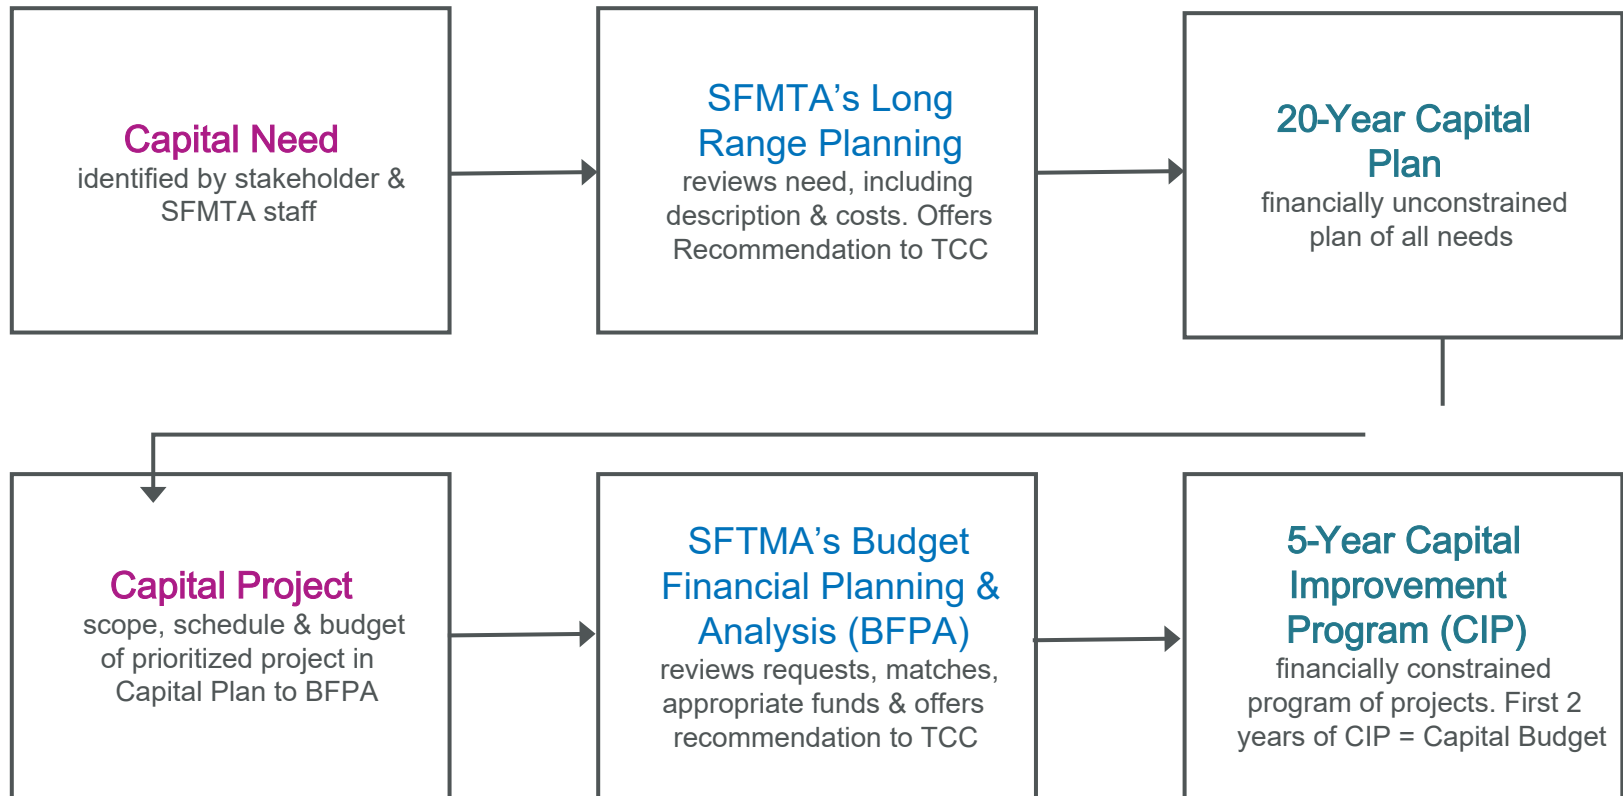 Capital Need
identified by stakeholder &
SFMTA staff
SFMTA’s Long
Range Planning
reviews need, including
description & costs. Offers
Recommendation to TCC
20-Year Capital
Plan
financially unconstrained
plan of all needs
Capital Project
scope, schedule & budget
of prioritized project in
Capital Plan to BFPA
SFTMA’s Budget
Financial Planning &
Analysis (BFPA)
reviews requests, matches,
appropriate funds & offers
recommendation to TCC
5-Year Capital
Improvement
Program (CIP)
financially constrained
program of projects. First 2
years of CIP = Capital Budget